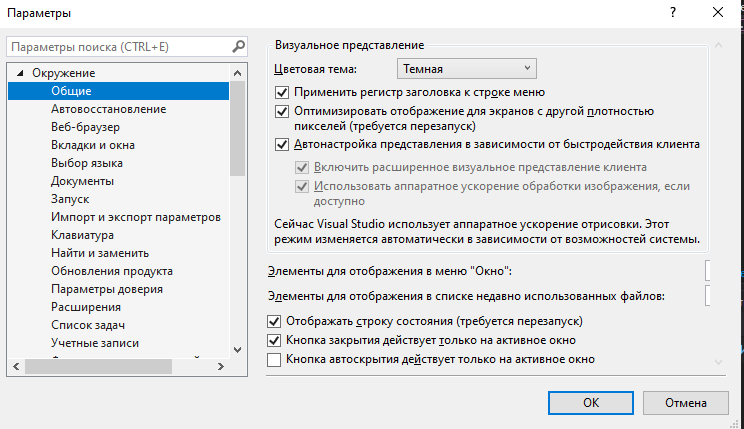 Параметры
?
Параметры поиска (CTRL+E)
Окружение
Общие
Автовосстановление
Веб-браузер
Вкладки и окна
Выбор языка
Документы
Запуск
Импорт и экспорт параметров
Клавиатура
Найти и заменить
Обновления продукта
Параметры доверия
Расширения
Список задач
Учетные записи
Визуальное представление
Цветовая тема:
Темная
Применить регистр заголовка к строке меню
Оптимизировать отображение для экранов с другой плотностью
пикселей (требуется перезапуск)
Автонастройка представления в зависимости от быстродействия клиента
Включить расширенное визуальное представление клиента
Использовать аппаратное ускорение обработки изображения, если
доступно
Сейчас Visual Studio использует аппаратное ускорение отрисовки. Этот
режим изменяется автоматически в зависимости от возможностей системы.
Элементы для отображения в меню "Окно":
Элементы для отображения в списке недавно использованных файлов:
Отображать строку состояния (требуется перезапуск)
Кнопка закрытия действует только на активное окно
Кнопка автоскрытия действует только на активное окно
ОК
Отмена